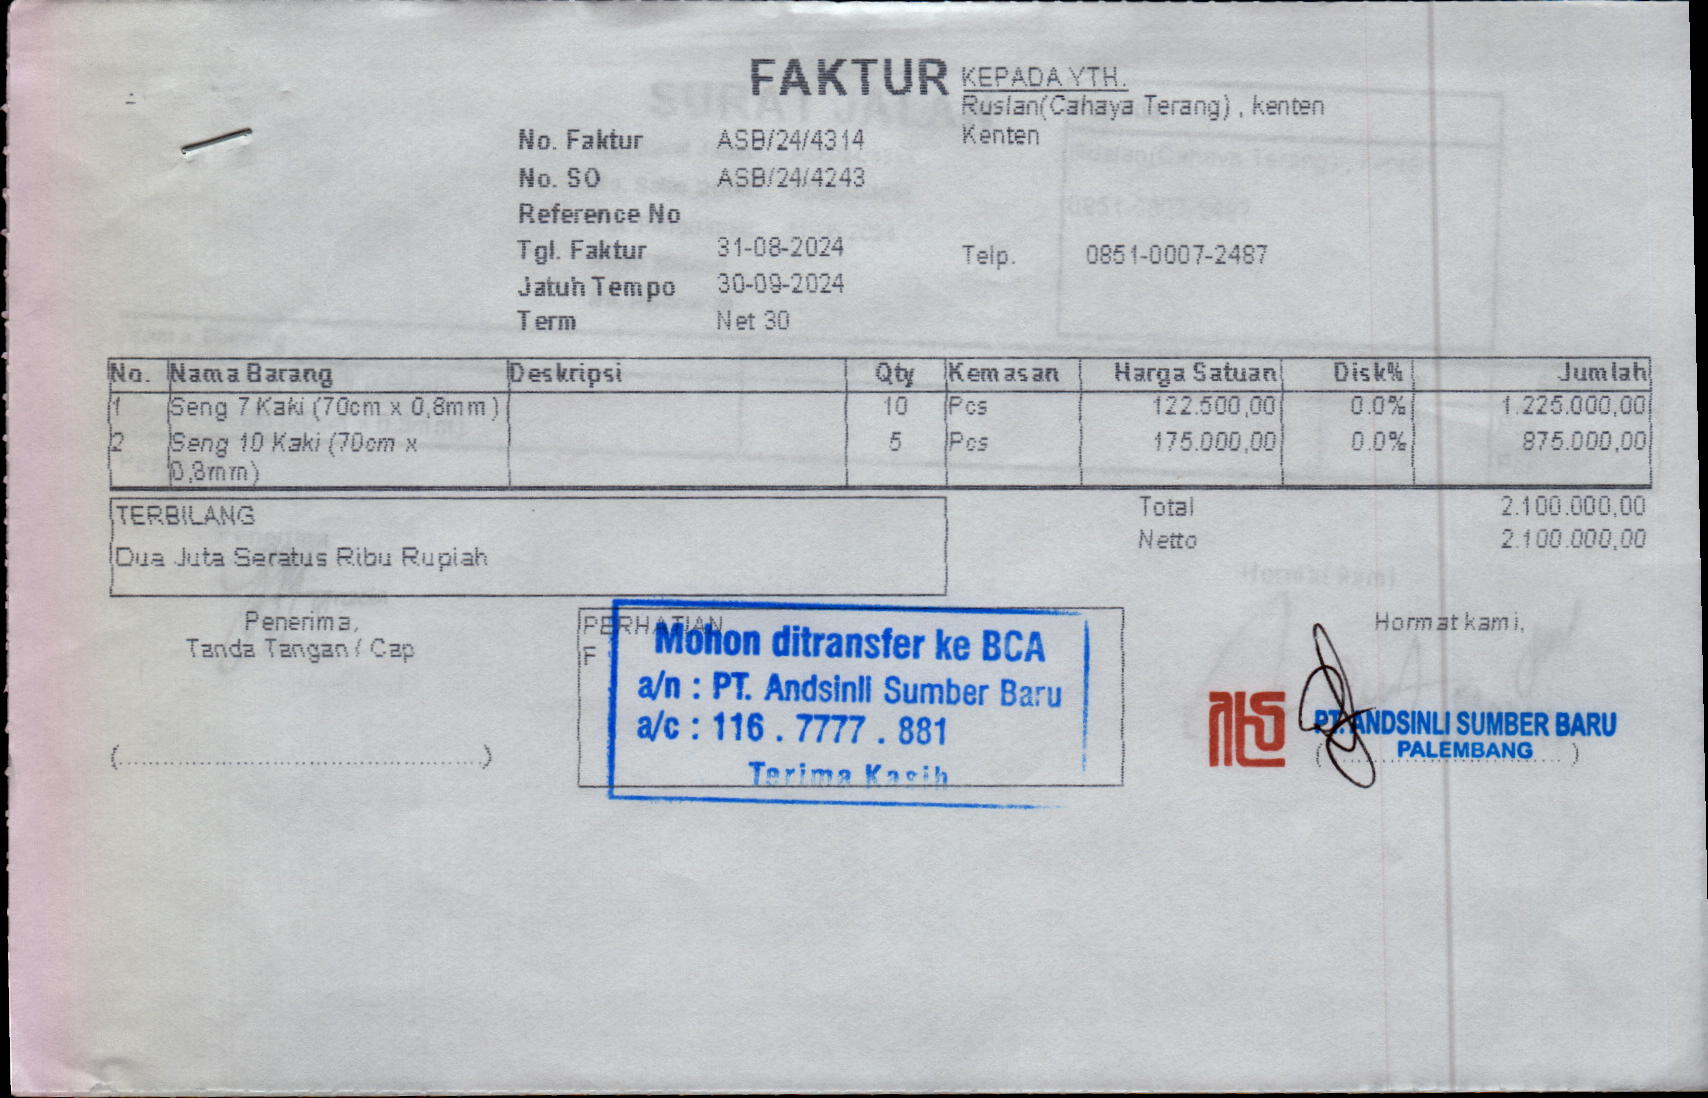 FAKTUR
KEPADA YTH.
Ruslan(Cahaya Terang) , kenten
Kenten
No. Faktur ASB/24/4314
No. SO ASB/24/4243
Reference No
Tgl. Faktur 31-08-2024
Telp. 0851-0007-2487
Jatuh Tempo 30-09-2024
Term Net 30
No. Nama Barang Deskripsi Qty Kemasan Harga Satuan Disk% Jumlah
1 Seng 7 Kaki (70cm x 0,8mm) 10 Pcs 122.500,00 0.0% 1.225.000,00
2 Seng 10 Kaki (70cm x 5 Pcs 175.000,00 0.0% 875.000,00
0,8mm)
TERBILANG
Dua Juta Seratus Ribu Rupiah
Total 2.100.000,00
Netto 2.100.000,00
Penerima,
Tanda Tangan / Cap
PERHATIAN
F
Mohon ditransfer ke BCA
a/n : PT. Andsinli Sumber Baru
a/c : 116 . 7777 . 881
Terima Kasih
Hormat kami,
PT. ANDSINLI SUMBER BARU
PALEMBANG